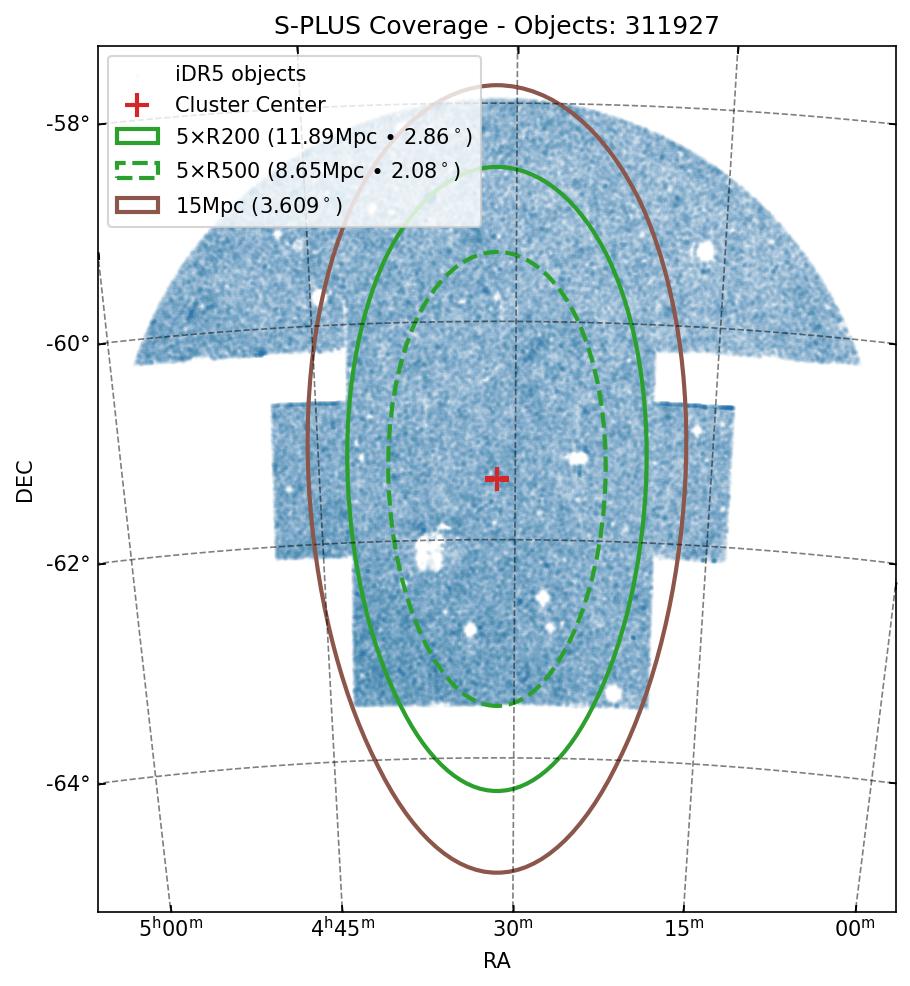 S-PLUS Coverage - Objects: 311927
iDR5 objects
Cluster Center
5×R200 (11.89Mpc • 2.86°)
5×R500 (8.65Mpc • 2.08°)
15Mpc (3.609°)
-58°
-60°
-62°
-64°
DEC
5ʰ00ᵐ 4ʰ45ᵐ 30ᵐ 15ᵐ 00ᵐ
RA